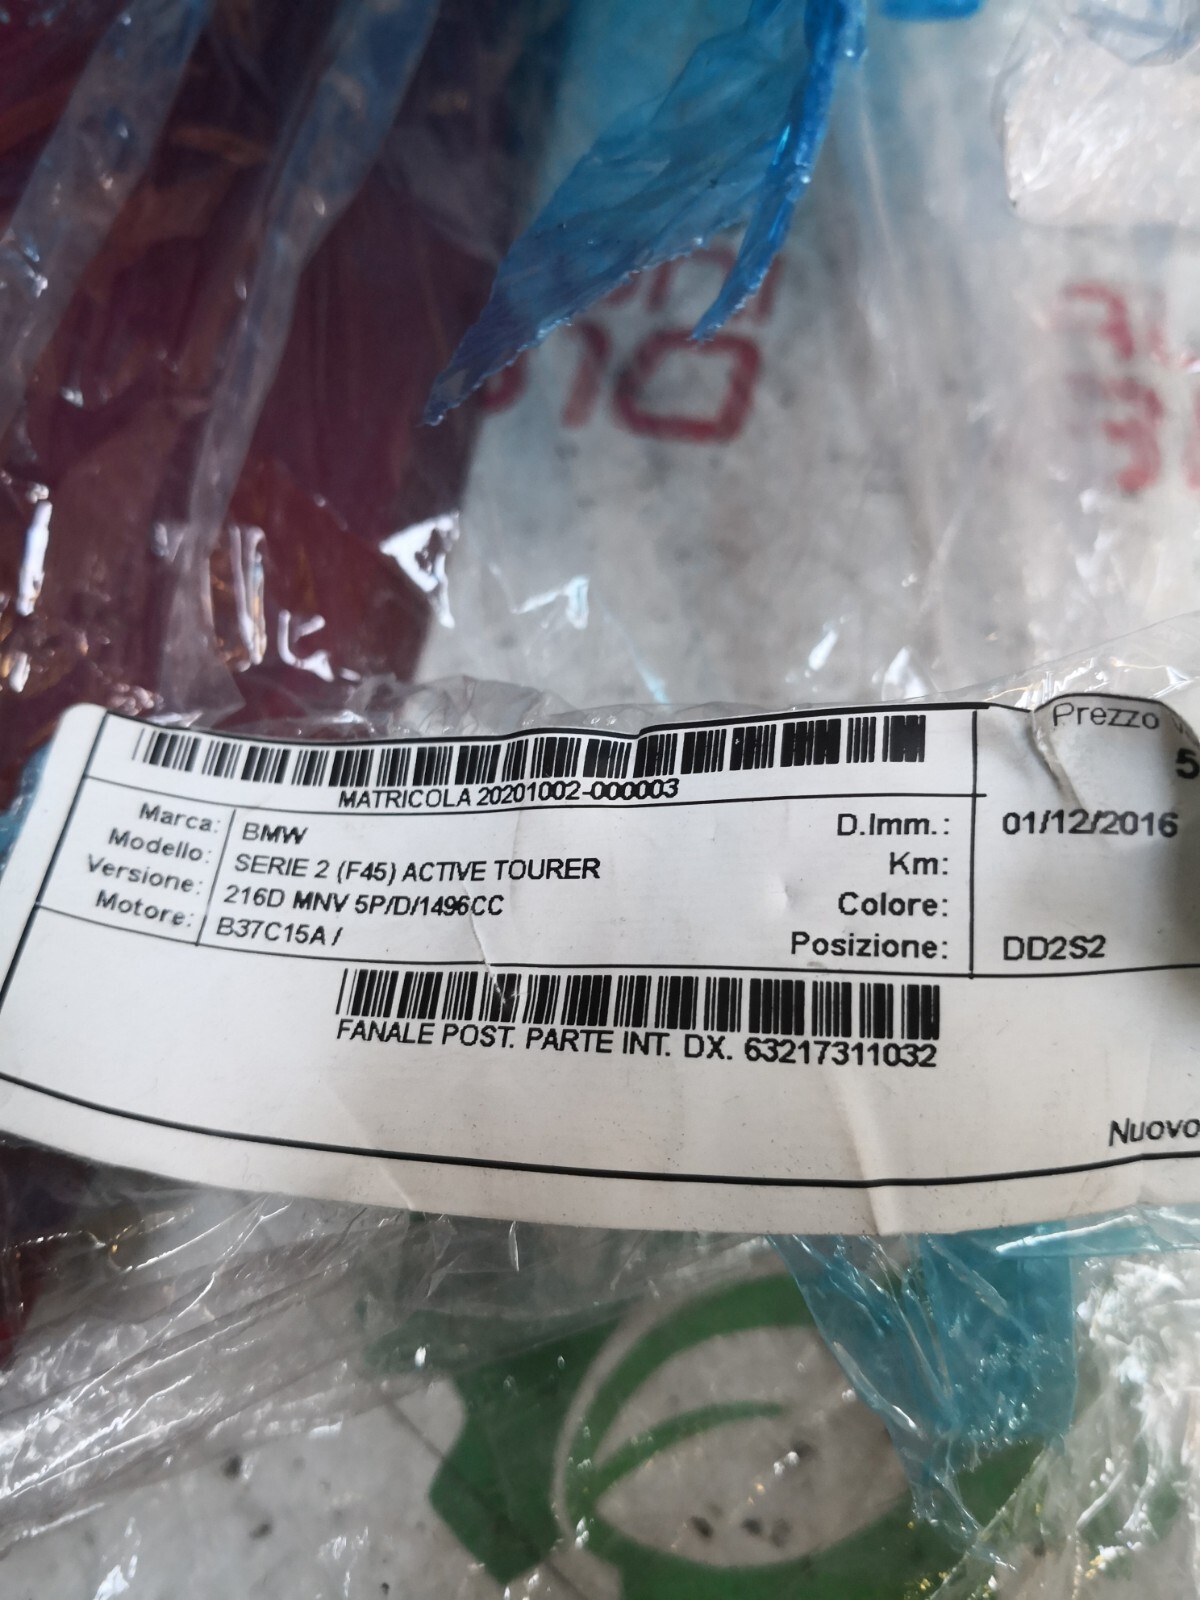 Prezzo
5
MATRICOLA 20201002-000003
Marca: BMW
Modello: SERIE 2 (F45) ACTIVE TOURER
Versione: 216D MNV 5P/D/1496CC
Motore: B37C15A /
D.Imm.: 01/12/2016
Km:
Colore:
Posizione: DD2S2
FANALE POST. PARTE INT. DX. 63217311032
Nuovo